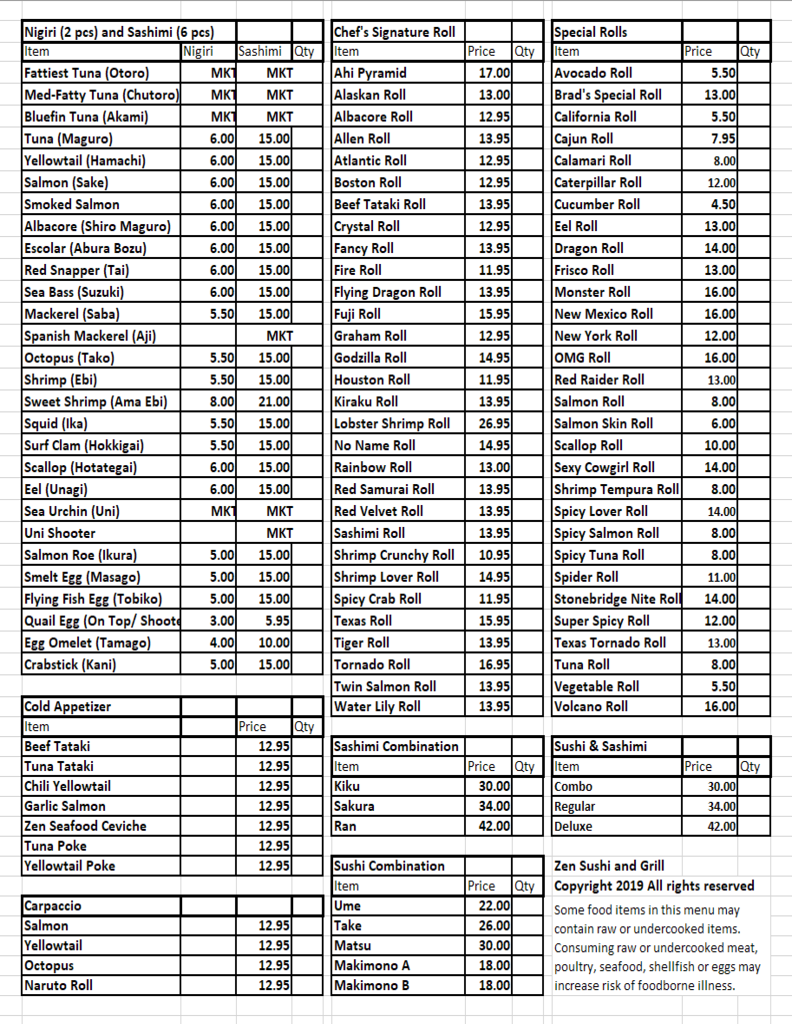 Nigiri (2 pcs) and Sashimi (6 pcs)
Item Nigiri Sashimi Qty
Fattiest Tuna (Otoro) MKT MKT
Med-Fatty Tuna (Chutoro) MKT MKT
Bluefin Tuna (Akami) MKT MKT
Tuna (Maguro) 6.00 15.00
Yellowtail (Hamachi) 6.00 15.00
Salmon (Sake) 6.00 15.00
Smoked Salmon 6.00 15.00
Albacore (Shiro Maguro) 6.00 15.00
Escolar (Abura Bozu) 6.00 15.00
Red Snapper (Tai) 6.00 15.00
Sea Bass (Suzuki) 6.00 15.00
Mackerel (Saba) 5.50 15.00
Spanish Mackerel (Aji) MKT
Octopus (Tako) 5.50 15.00
Shrimp (Ebi) 5.50 15.00
Sweet Shrimp (Ama Ebi) 8.00 21.00
Squid (Ika) 5.50 15.00
Surf Clam (Hokkigai) 5.50 15.00
Scallop (Hotategai) 6.00 15.00
Eel (Unagi) 6.00 15.00
Sea Urchin (Uni) MKT MKT
Uni Shooter MKT
Salmon Roe (Ikura) 5.00 15.00
Smelt Egg (Masago) 5.00 15.00
Flying Fish Egg (Tobiko) 5.00 15.00
Quail Egg (On Top/ Shoote 3.00 5.95
Egg Omelet (Tamago) 4.00 10.00
Crabstick (Kani) 5.00 15.00
Cold Appetizer
Item Price Qty
Beef Tataki 12.95
Tuna Tataki 12.95
Chili Yellowtail 12.95
Garlic Salmon 12.95
Zen Seafood Ceviche 12.95
Tuna Poke 12.95
Yellowtail Poke 12.95
Carpaccio
Salmon 12.95
Yellowtail 12.95
Octopus 12.95
Naruto Roll 12.95
Chef's Signature Roll
Item Price Qty
Ahi Pyramid 17.00
Alaskan Roll 13.00
Albacore Roll 12.95
Allen Roll 13.95
Atlantic Roll 12.95
Boston Roll 12.95
Beef Tataki Roll 13.95
Crystal Roll 12.95
Fancy Roll 13.95
Fire Roll 11.95
Flying Dragon Roll 13.95
Fuji Roll 15.95
Graham Roll 12.95
Godzilla Roll 14.95
Houston Roll 11.95
Kiraku Roll 13.95
Lobster Shrimp Roll 26.95
No Name Roll 14.95
Rainbow Roll 13.00
Red Samurai Roll 13.95
Red Velvet Roll 13.95
Sashimi Roll 13.95
Shrimp Crunchy Roll 10.95
Shrimp Lover Roll 14.95
Spicy Crab Roll 11.95
Texas Roll 15.95
Tiger Roll 13.95
Tornado Roll 16.95
Twin Salmon Roll 13.95
Water Lily Roll 13.95
Sashimi Combination
Item Price Qty
Kiku 30.00
Sakura 34.00
Ran 42.00
Sushi Combination
Item Price Qty
Ume 22.00
Take 26.00
Matsu 30.00
Makimono A 18.00
Makimono B 18.00
Special Rolls
Item Price Qty
Avocado Roll 5.50
Brad's Special Roll 13.00
California Roll 5.50
Cajun Roll 7.95
Calamari Roll 8.00
Caterpillar Roll 12.00
Cucumber Roll 4.50
Eel Roll 13.00
Dragon Roll 14.00
Frisco Roll 13.00
Monster Roll 16.00
New Mexico Roll 16.00
New York Roll 12.00
OMG Roll 16.00
Red Raider Roll 13.00
Salmon Roll 8.00
Salmon Skin Roll 6.00
Scallop Roll 10.00
Sexy Cowgirl Roll 14.00
Shrimp Tempura Roll 8.00
Spicy Lover Roll 14.00
Spicy Salmon Roll 8.00
Spicy Tuna Roll 8.00
Spider Roll 11.00
Stonebridge Nite Roll 14.00
Super Spicy Roll 12.00
Texas Tornado Roll 13.00
Tuna Roll 8.00
Vegetable Roll 5.50
Volcano Roll 16.00
Sushi & Sashimi
Item Price Qty
Combo 30.00
Regular 34.00
Deluxe 42.00
Zen Sushi and Grill
Copyright 2019 All rights reserved
Some food items in this menu may
contain raw or undercooked items.
Consuming raw or undercooked meat,
poultry, seafood, shellfish or eggs may
increase risk of foodborne illness.